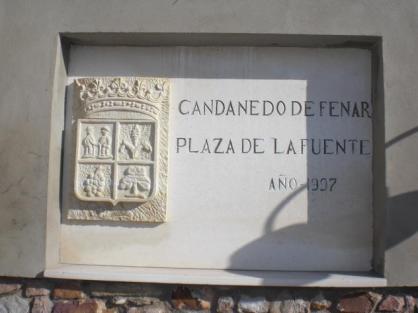 CANDANEDO DE FENAR
PLAZA DE LA FUENTE
AÑO-1997